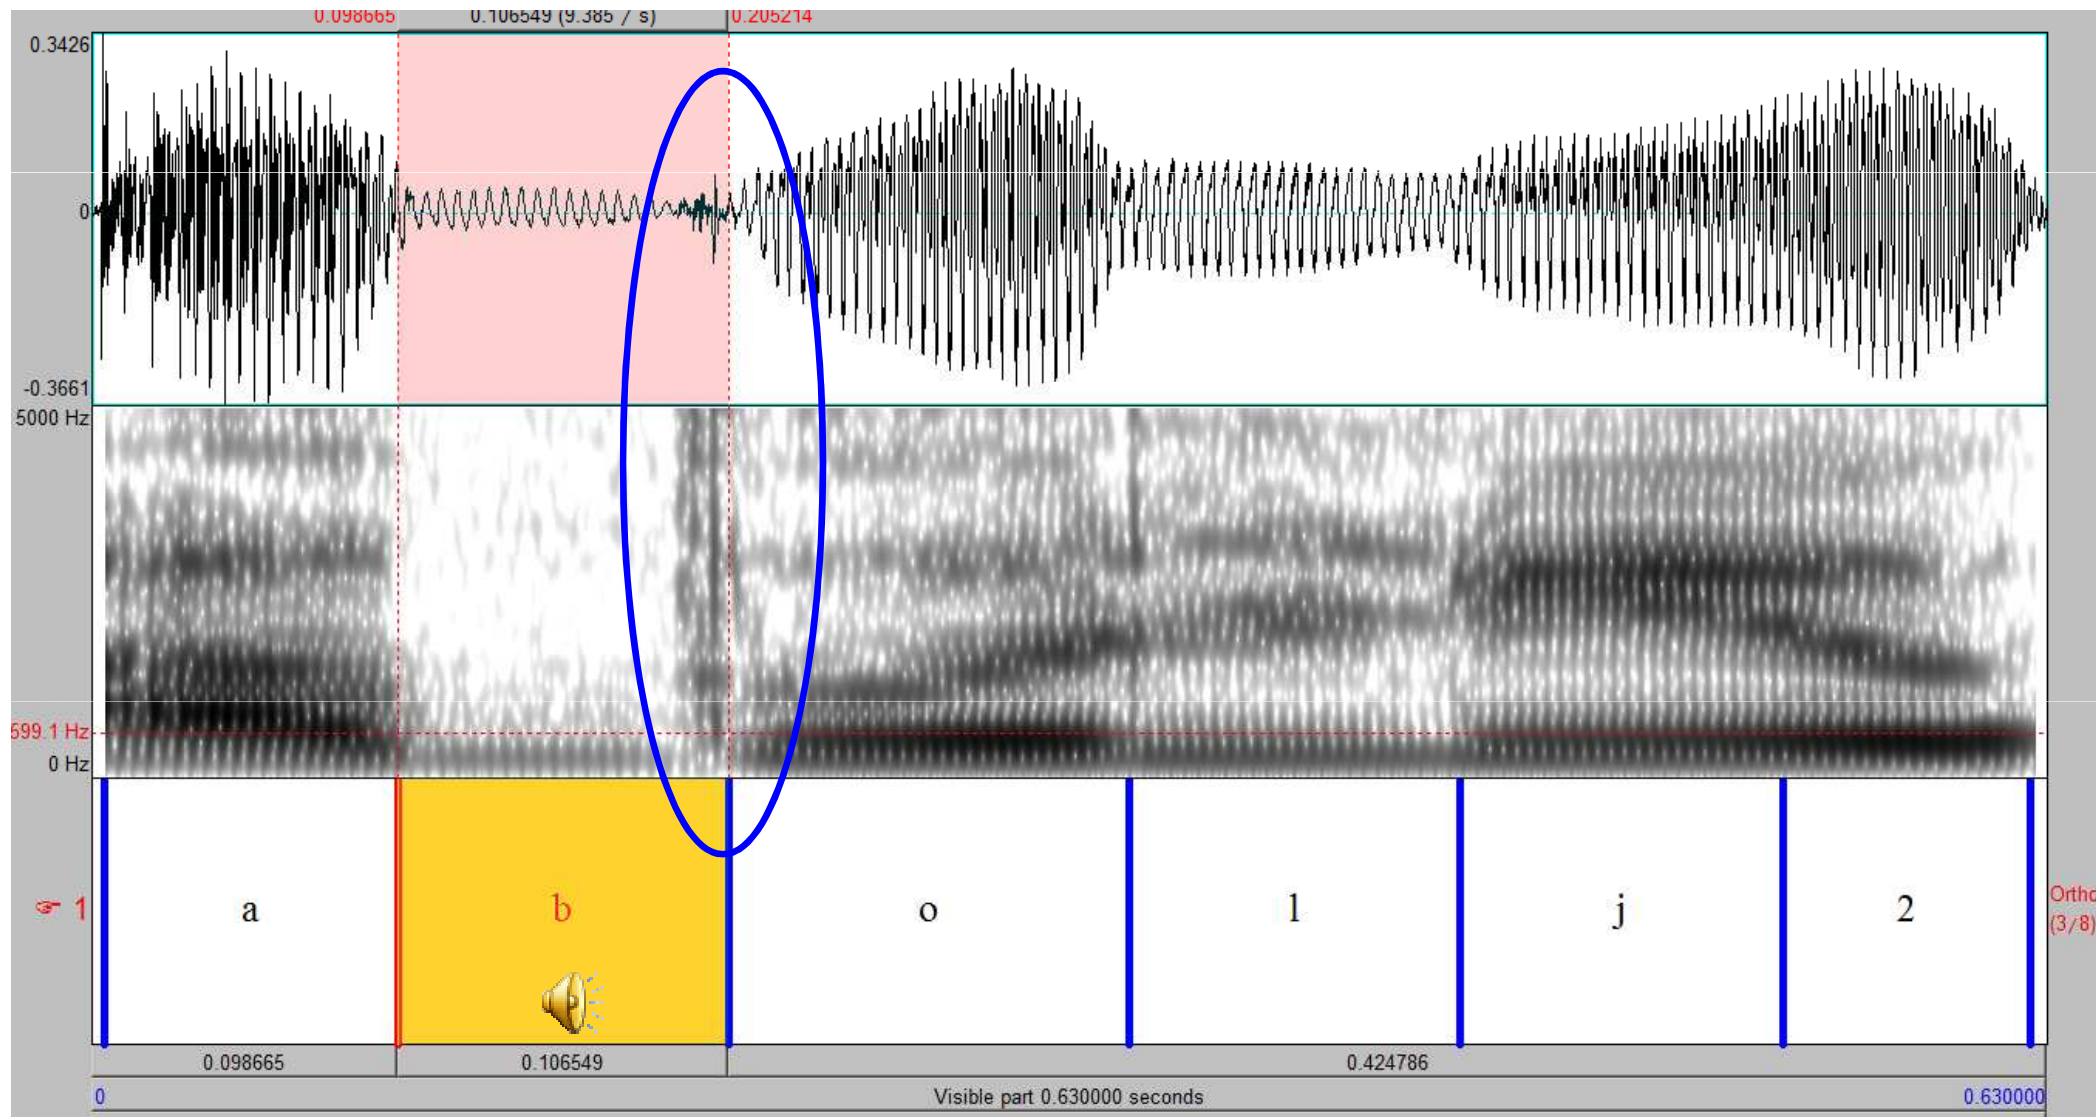 0.098665 0.106549 (9.385 / s) 0.205214
0.3426
0
-0.3661
5000 Hz
599.1 Hz
0 Hz
1 a b o l j 2 Ortho
(3/8)
0.098665 0.106549 0.424786
0 Visible part 0.630000 seconds 0.630000